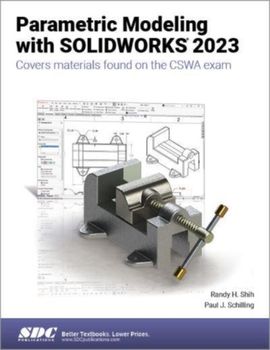 Parametric Modeling
with SOLIDWORKS® 2023
Covers materials found on the CSWA exam
Randy H. Shih
Paul J. Schilling
SDC
PUBLICATIONS
Better Textbooks. Lower Prices.
www.SDCpublications.com